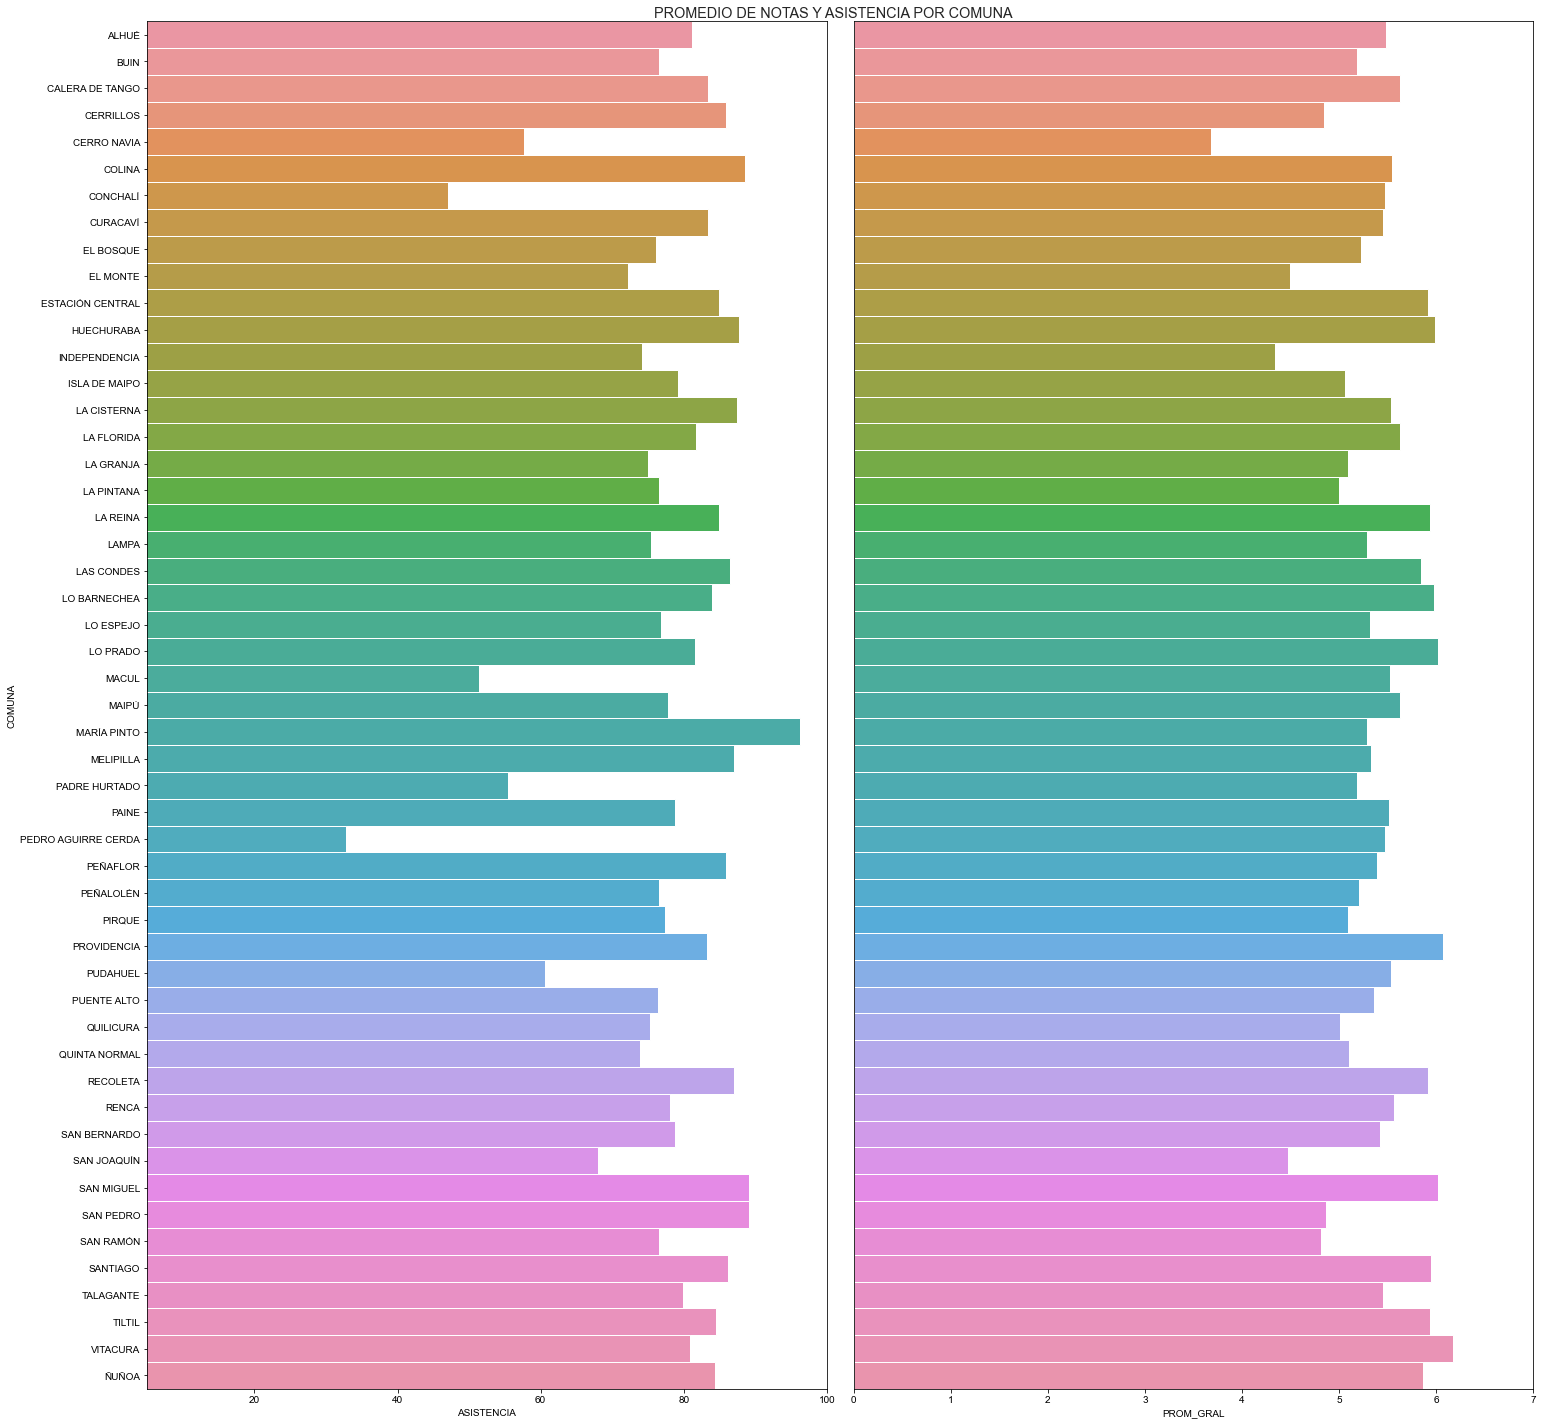 PROMEDIO DE NOTAS Y ASISTENCIA POR COMUNA
COMUNA
ALHUÉ
BUIN
CALERA DE TANGO
CERRILLOS
CERRO NAVIA
COLINA
CONCHALÍ
CURACAVÍ
EL BOSQUE
EL MONTE
ESTACIÓN CENTRAL
HUECHURABA
INDEPENDENCIA
ISLA DE MAIPO
LA CISTERNA
LA FLORIDA
LA GRANJA
LA PINTANA
LA REINA
LAMPA
LAS CONDES
LO BARNECHEA
LO ESPEJO
LO PRADO
MACUL
MAIPÚ
MARÍA PINTO
MELIPILLA
PADRE HURTADO
PAINE
PEDRO AGUIRRE CERDA
PEÑAFLOR
PEÑALOLÉN
PIRQUE
PROVIDENCIA
PUDAHUEL
PUENTE ALTO
QUILICURA
QUINTA NORMAL
RECOLETA
RENCA
SAN BERNARDO
SAN JOAQUÍN
SAN MIGUEL
SAN PEDRO
SAN RAMÓN
SANTIAGO
TALAGANTE
TILTIL
VITACURA
ÑUÑOA
20 40 60 80 100
ASISTENCIA
0 1 2 3 4 5 6 7
PROM_GRAL